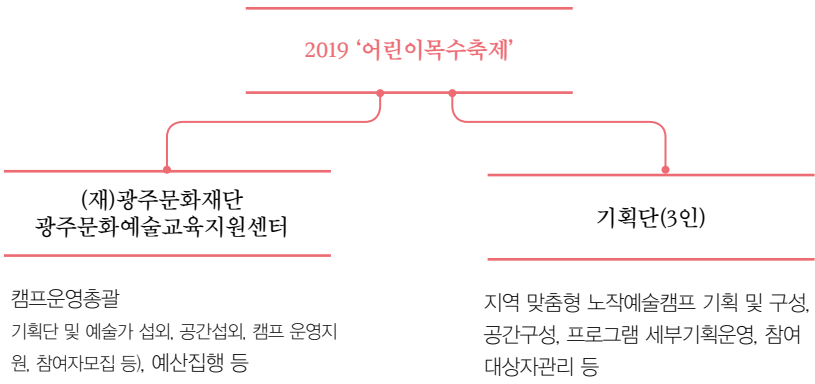 2019 ‘어린이목수축제’
(재)광주문화재단
광주문화예술교육지원센터
캠프운영총괄
기획단 및 예술가 섭외, 공간섭외, 캠프 운영지
원, 참여자모집 등), 예산집행 등
기획단(3인)
지역 맞춤형 노작예술캠프 기획 및 구성,
공간구성, 프로그램 세부기획운영, 참여
대상자관리 등